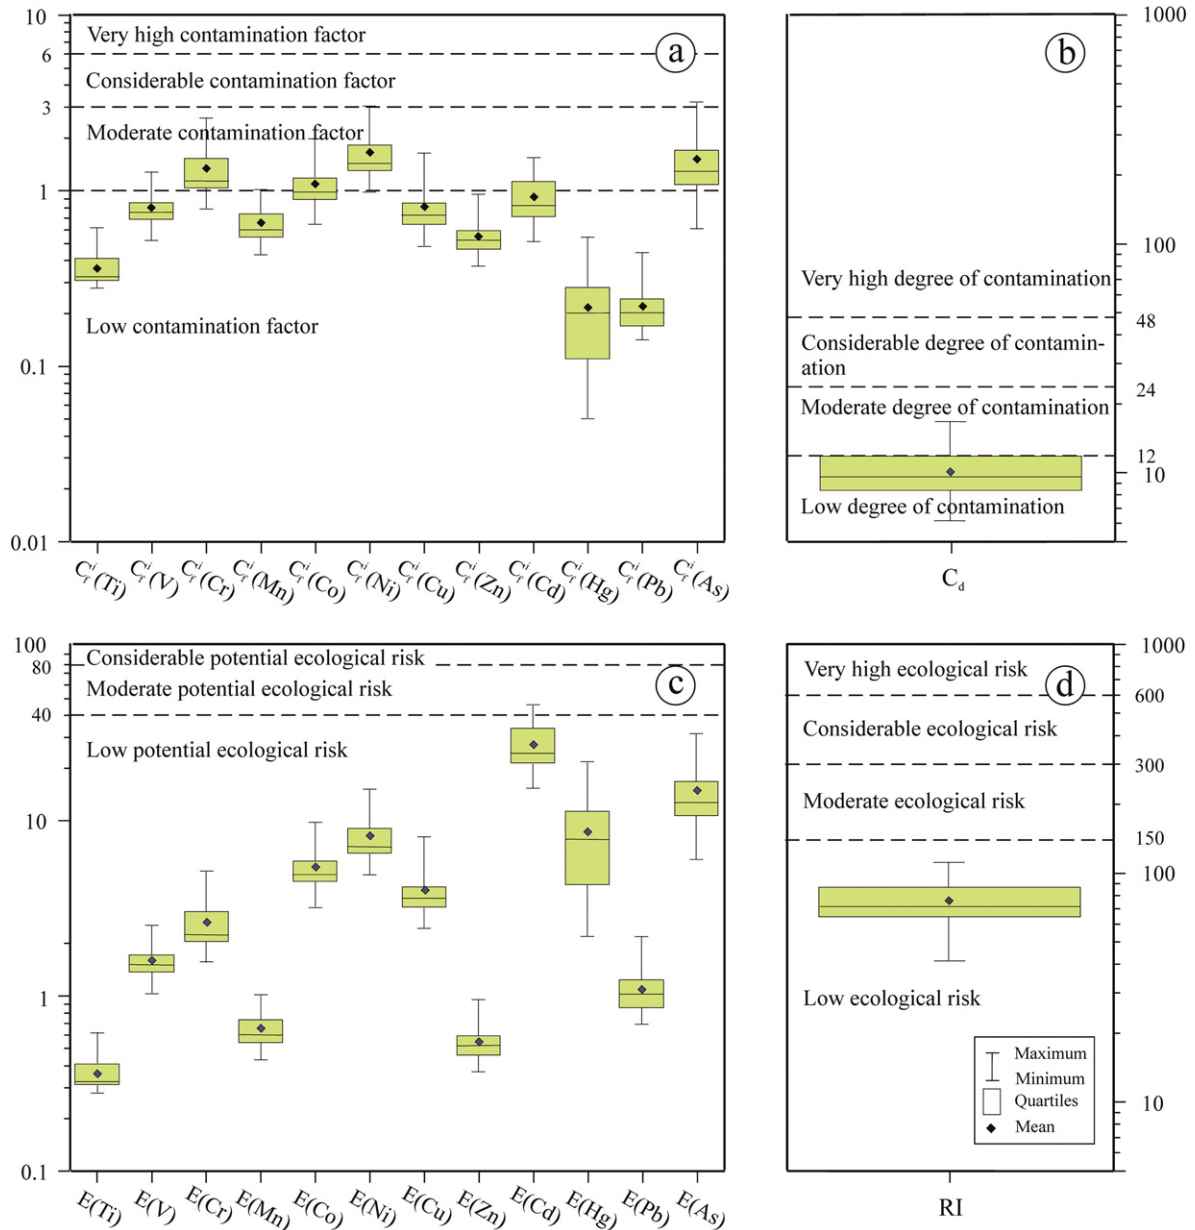 10
Very high contamination factor
a
6
Considerable contamination factor
3
Moderate contamination factor
1
Low contamination factor
0.1
0.01
C_f^i(Ti) C_f^i(V) C_f^i(Cr) C_f^i(Mn) C_f^i(Co) C_f^i(Ni) C_f^i(Cu) C_f^i(Zn) C_f^i(Cd) C_f^i(Hg) C_f^i(Pb) C_f^i(As)
1000
b
100
Very high degree of contamination
48
Considerable degree of contamin-
ation
24
Moderate degree of contamination
12
10
Low degree of contamination
C_d
100
Considerable potential ecological risk
80
Moderate potential ecological risk
c
40
Low potential ecological risk
10
1
0.1
E(Ti) E(V) E(Cr) E(Mn) E(Co) E(Ni) E(Cu) E(Zn) E(Cd) E(Hg) E(Pb) E(As)
1000
Very high ecological risk
d
600
Considerable ecological risk
300
Moderate ecological risk
150
100
Low ecological risk
Maximum
Minimum
Quartiles
Mean
10
RI